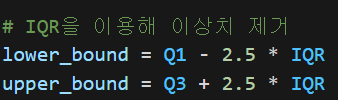 # IQR을 이용해 이상치 제거
lower_bound = Q1 - 2.5 * IQR
upper_bound = Q3 + 2.5 * IQR